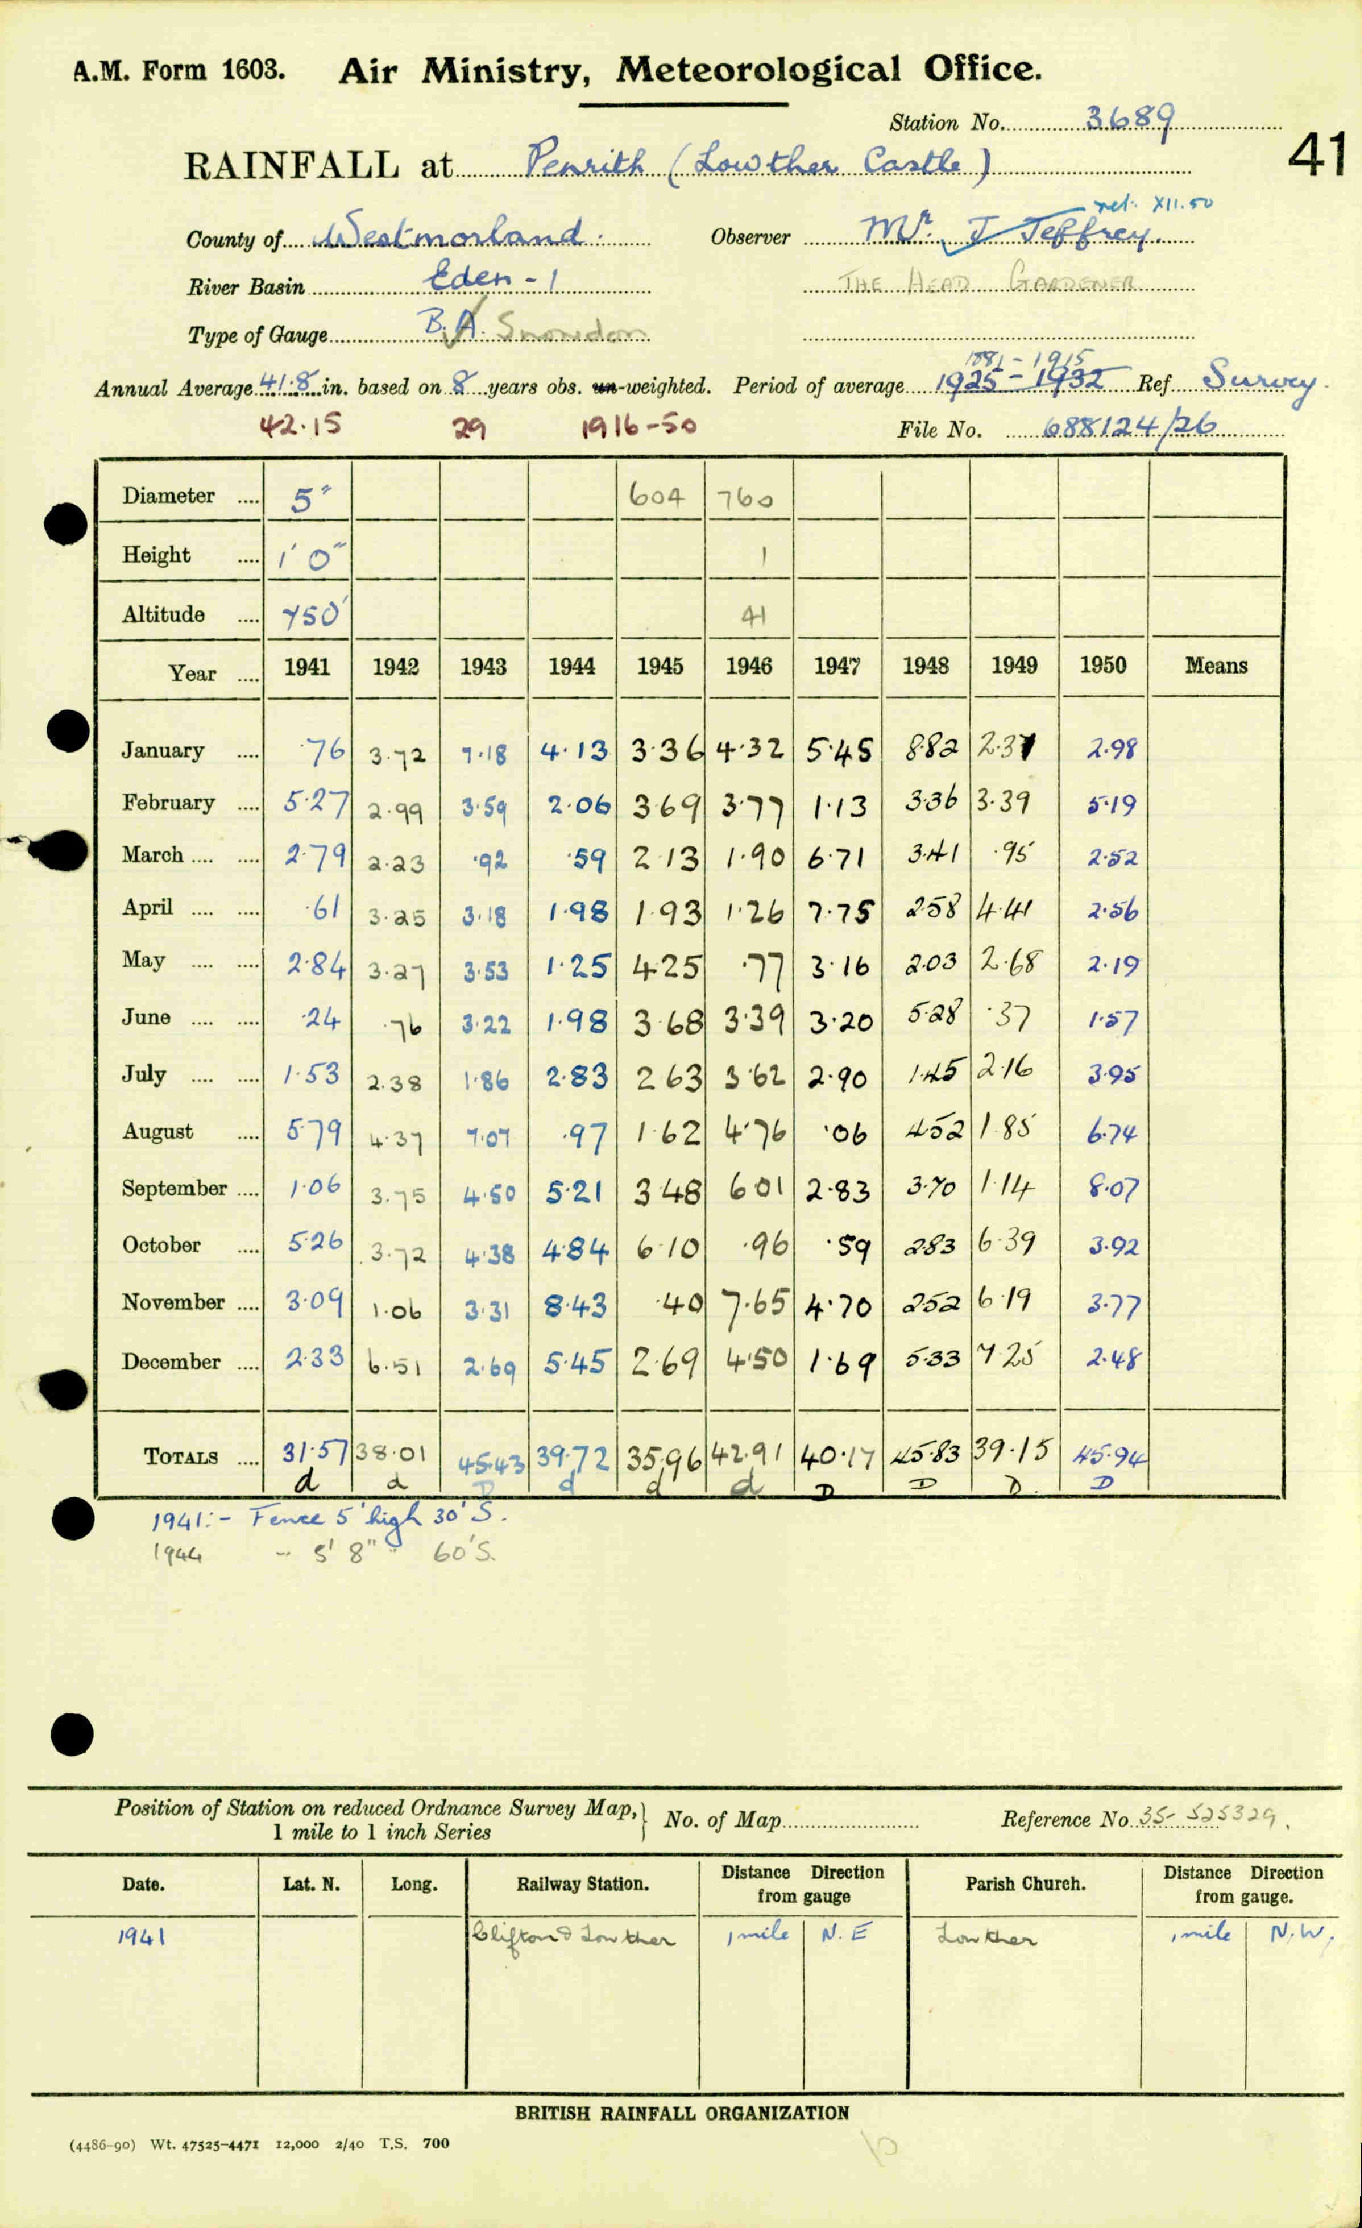 A.M. Form 1603. Air Ministry, Meteorological Office.
Station No. 3689
41
RAINFALL at Penrith (Lowther Castle)
ret. XII.50
County of Westmorland. Observer Mr. J Jeffrey.
River Basin Eden - 1 THE HEAD GARDENER
Type of Gauge B.A. Snowdon
1881-1915
Annual Average 41.8 in. based on 8 years obs. un-weighted. Period of average 1925-1932 Ref Survey.
42.15 29 1916-50 File No. 688124/26
Diameter .... 5" 604 760
Height .... 1' 0" 1
Altitude .... 750' 41
Year .... 1941 1942 1943 1944 1945 1946 1947 1948 1949 1950 Means
January .... .76 3.72 7.18 4.13 3.36 4.32 5.45 8.82 2.37 2.98
February .... 5.27 2.99 3.59 2.06 3.69 3.77 1.13 3.36 3.39 5.19
March .... .... 2.79 2.23 .92 .59 2.13 1.90 6.71 3.41 .95 2.52
April .... .... .61 3.25 3.18 1.98 1.93 1.26 7.75 2.58 4.41 2.56
May .... .... 2.84 3.27 3.53 1.25 4.25 .77 3.16 2.03 2.68 2.19
June .... .... .24 .76 3.22 1.98 3.68 3.39 3.20 5.28 .37 1.57
July .... .... 1.53 2.38 1.86 2.83 2.63 3.62 2.90 1.45 2.16 3.95
August .... 5.79 4.37 7.07 .97 1.62 4.76 .06 4.52 1.85 6.74
September .... 1.06 3.75 4.50 5.21 3.48 6.01 2.83 3.70 1.14 8.07
October .... 5.26 3.72 4.38 4.84 6.10 .96 .59 2.83 6.39 3.92
November .... 3.09 1.06 3.31 8.43 .40 7.65 4.70 2.52 6.19 3.77
December .... 2.33 6.51 2.69 5.45 2.69 4.50 1.69 5.33 7.25 2.48
TOTALS .... 31.57 38.01 45.43 39.72 35.96 42.91 40.17 45.83 39.15 45.94
d d D d d d D D D. D
1941:- Fence 5' high 30' S.
1944 - 5' 8" " 60' S.
Position of Station on reduced Ordnance Survey Map, 1 mile to 1 inch Series } No. of Map Reference No. 35- 525329.
Date. Lat. N. Long. Railway Station. Distance Direction from gauge Parish Church. Distance Direction from gauge.
1941 Clifton & Lowther 1 mile N.E Lowther 1 mile N.W.
BRITISH RAINFALL ORGANIZATION
(4486-90) Wt. 47525-4471 12,000 2/40 T.S. 700